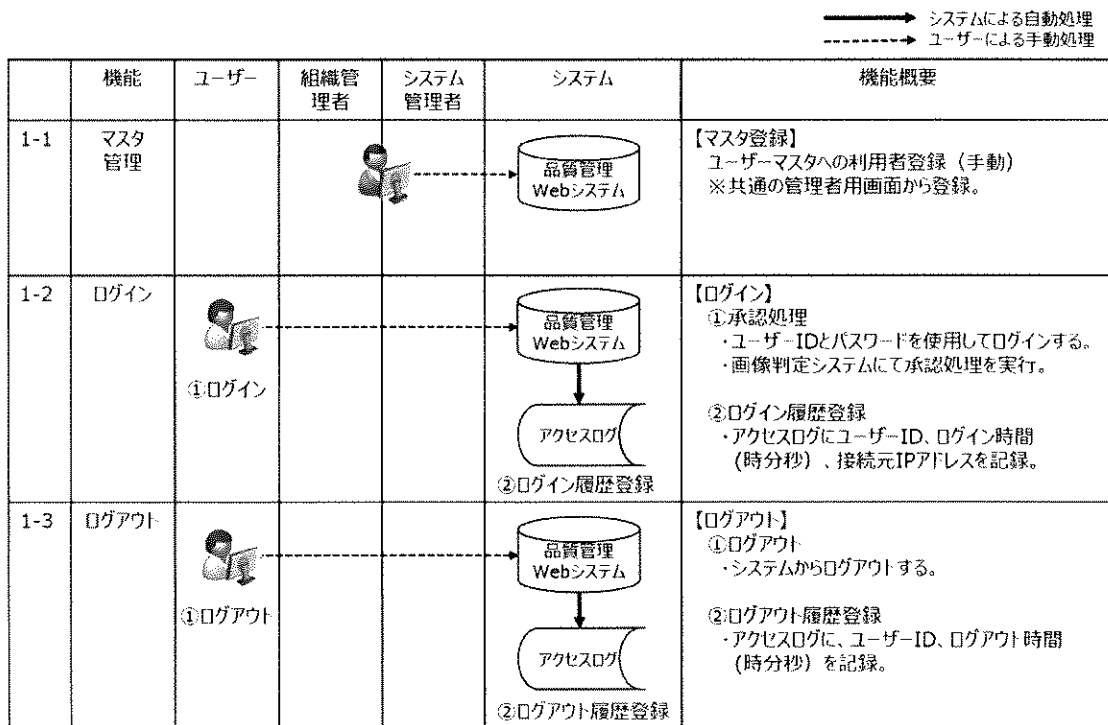 システムによる自動処理
ユーザーによる手動処理
機能
ユーザー
組織管
理者
システム
管理者
システム
機能概要
1-1
マスタ
管理
品質管理
Webシステム
【マスタ登録】
ユーザーマスタへの利用者登録（手動）
※共通の管理者用画面から登録。
1-2
ログイン
①ログイン
品質管理
Webシステム
アクセスログ
②ログイン履歴登録
【ログイン】
①承認処理
・ユーザーIDとパスワードを使用してログインする。
・画像判定システムにて承認処理を実行。
②ログイン履歴登録
・アクセスログにユーザーID、ログイン時間
（時分秒）、接続元IPアドレスを記録。
1-3
ログアウト
①ログアウト
品質管理
Webシステム
アクセスログ
②ログアウト履歴登録
【ログアウト】
①ログアウト
・システムからログアウトする。
②ログアウト履歴登録
・アクセスログに、ユーザーID、ログアウト時間
（時分秒）を記録。